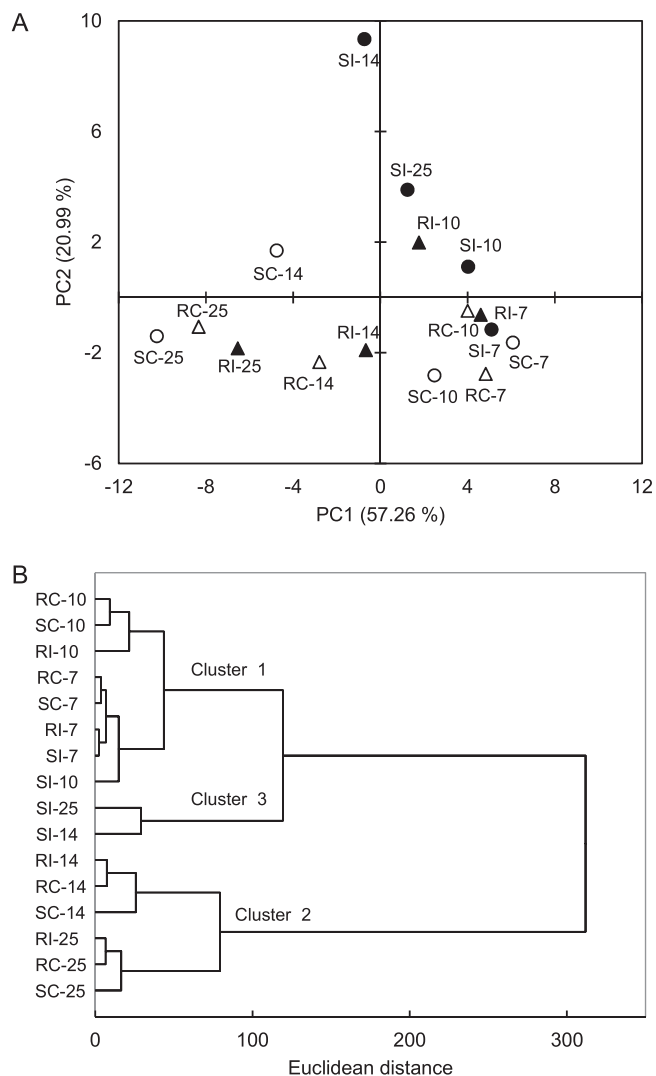 A
10
6
2
-2
-6
PC2 (20.99 %)
SI-14
SI-25
RI-10
SI-10
SC-14
RC-25
SC-25
RI-25
RC-14
RI-14
RC-10
RI-7
SI-7
SC-7
SC-10
RC-7
-12 -8 -4 0 4 8 12
PC1 (57.26 %)
B
RC-10
SC-10
RI-10
RC-7
SC-7
RI-7
SI-7
SI-10
SI-25
SI-14
RI-14
RC-14
SC-14
RI-25
RC-25
SC-25
Cluster 1
Cluster 3
Cluster 2
0 100 200 300
Euclidean distance